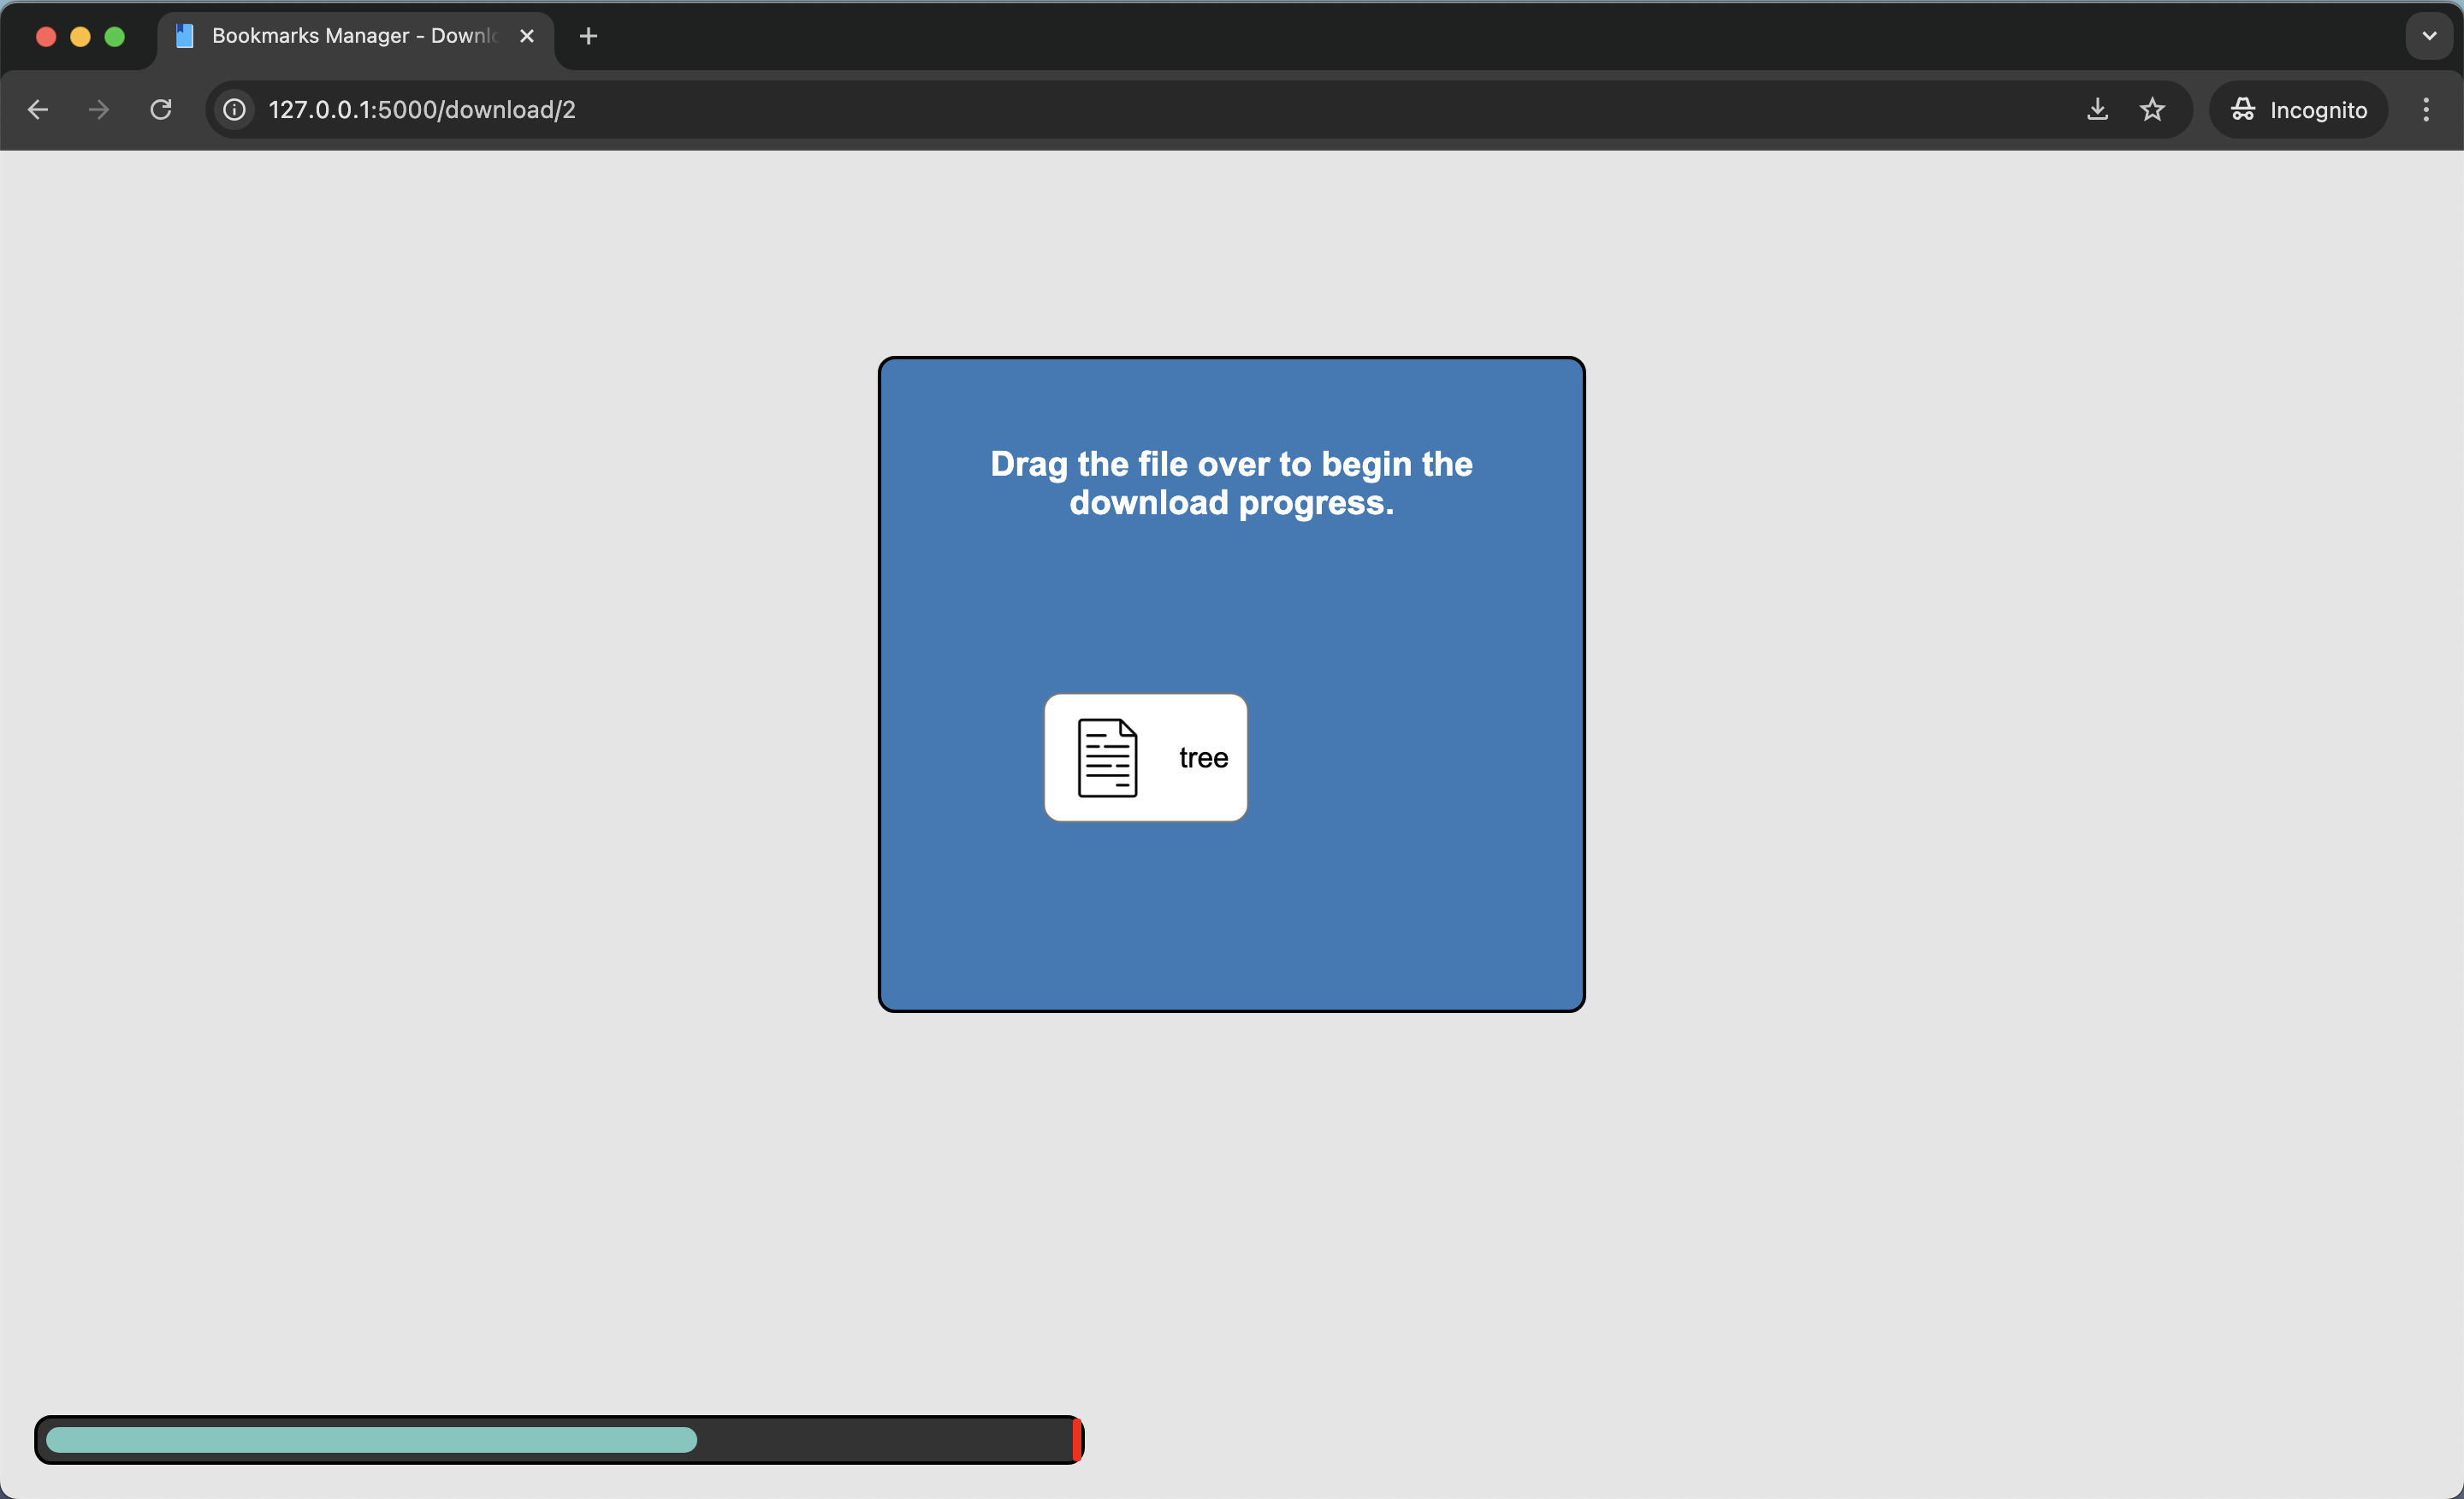 Bookmarks Manager - Downl
127.0.0.1:5000/download/2
Incognito
Drag the file over to begin the
download progress.
tree